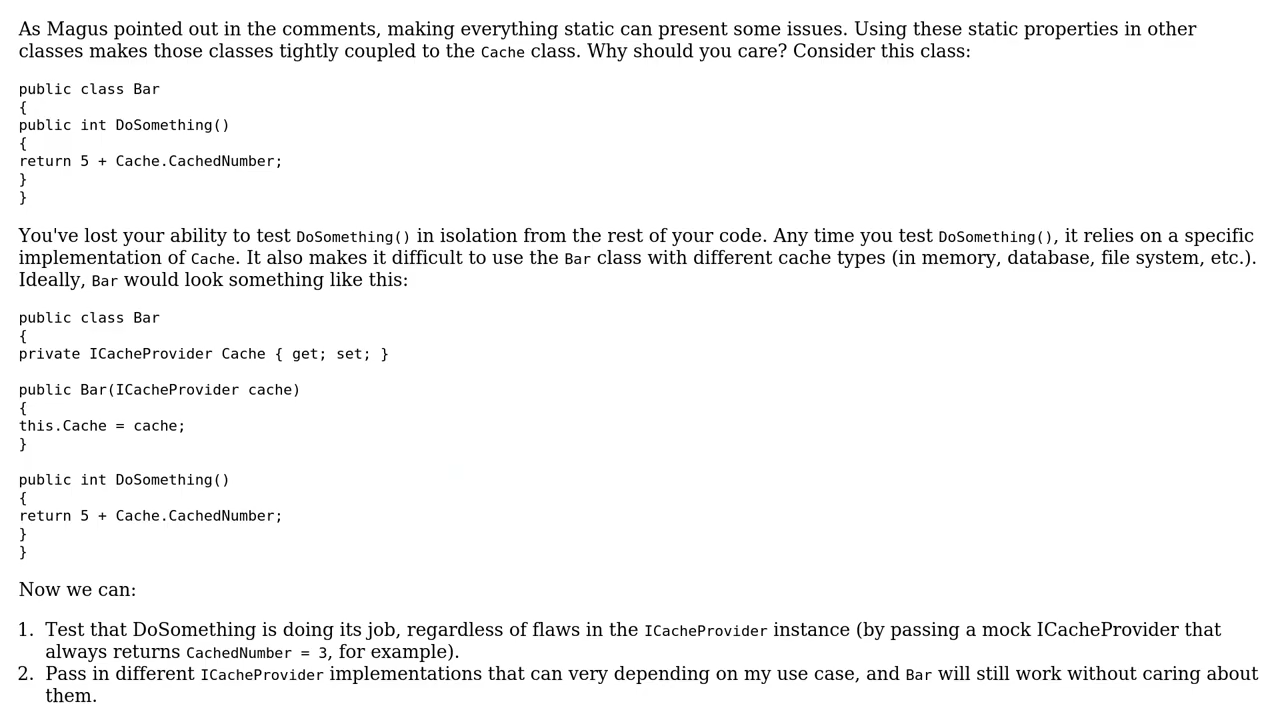 As Magus pointed out in the comments, making everything static can present some issues. Using these static properties in other
classes makes those classes tightly coupled to the Cache class. Why should you care? Consider this class:
public class Bar
{
public int DoSomething()
{
return 5 + Cache.CachedNumber;
}
}
You've lost your ability to test DoSomething() in isolation from the rest of your code. Any time you test DoSomething(), it relies on a specific
implementation of Cache. It also makes it difficult to use the Bar class with different cache types (in memory, database, file system, etc.).
Ideally, Bar would look something like this:
public class Bar
{
private ICacheProvider Cache { get; set; }
public Bar(ICacheProvider cache)
{
this.Cache = cache;
}
public int DoSomething()
{
return 5 + Cache.CachedNumber;
}
}
Now we can:
1. Test that DoSomething is doing its job, regardless of flaws in the ICacheProvider instance (by passing a mock ICacheProvider that
always returns CachedNumber = 3, for example).
2. Pass in different ICacheProvider implementations that can very depending on my use case, and Bar will still work without caring about
them.